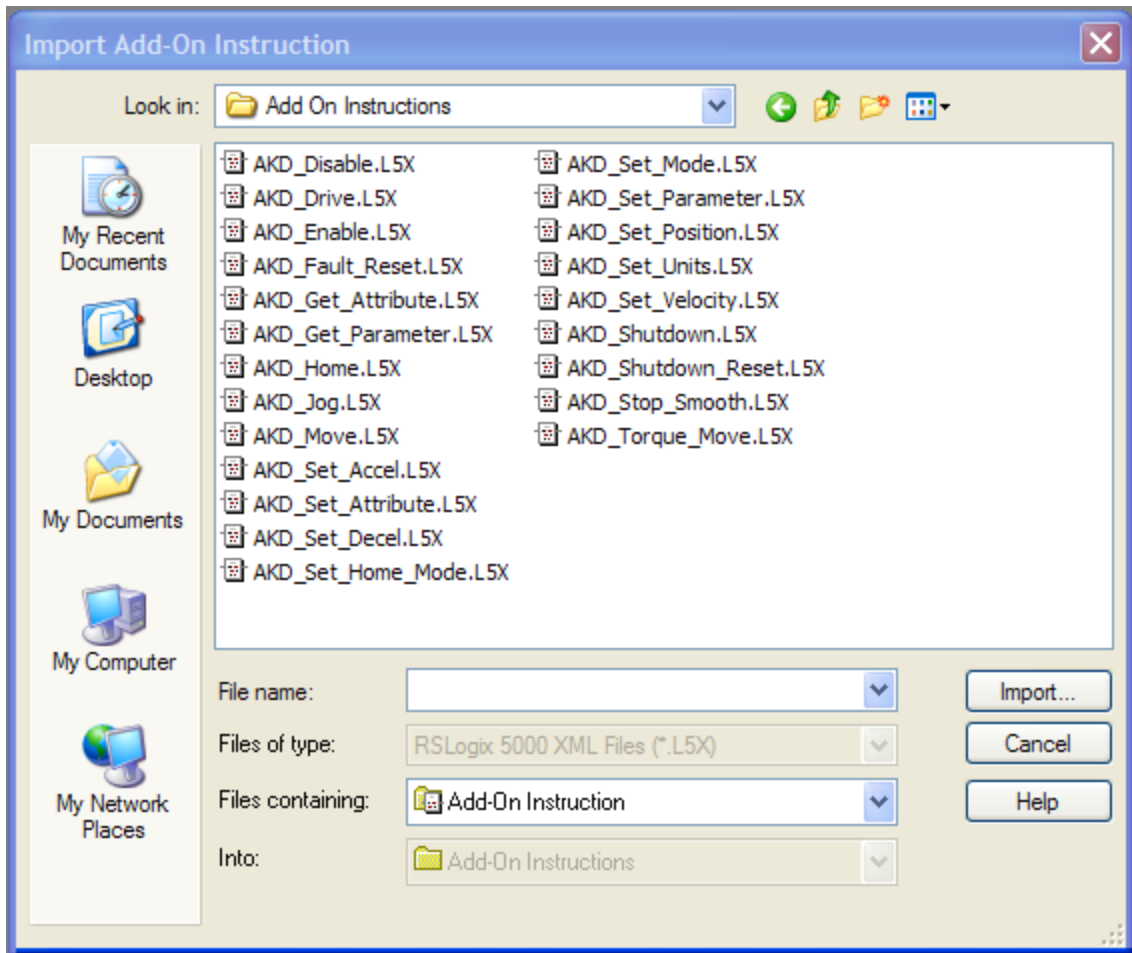 Import Add-On Instruction
Look in:
Add On Instructions
My Recent
Documents
Desktop
My Documents
My Computer
My Network
Places
AKD_Disable.L5X
AKD_Drive.L5X
AKD_Enable.L5X
AKD_Fault_Reset.L5X
AKD_Get_Attribute.L5X
AKD_Get_Parameter.L5X
AKD_Home.L5X
AKD_Jog.L5X
AKD_Move.L5X
AKD_Set_Accel.L5X
AKD_Set_Attribute.L5X
AKD_Set_Decel.L5X
AKD_Set_Home_Mode.L5X
AKD_Set_Mode.L5X
AKD_Set_Parameter.L5X
AKD_Set_Position.L5X
AKD_Set_Units.L5X
AKD_Set_Velocity.L5X
AKD_Shutdown.L5X
AKD_Shutdown_Reset.L5X
AKD_Stop_Smooth.L5X
AKD_Torque_Move.L5X
File name:
Import...
Files of type:
RSLogix 5000 XML Files (*.L5X)
Cancel
Files containing:
Add-On Instruction
Help
Into:
Add-On Instructions